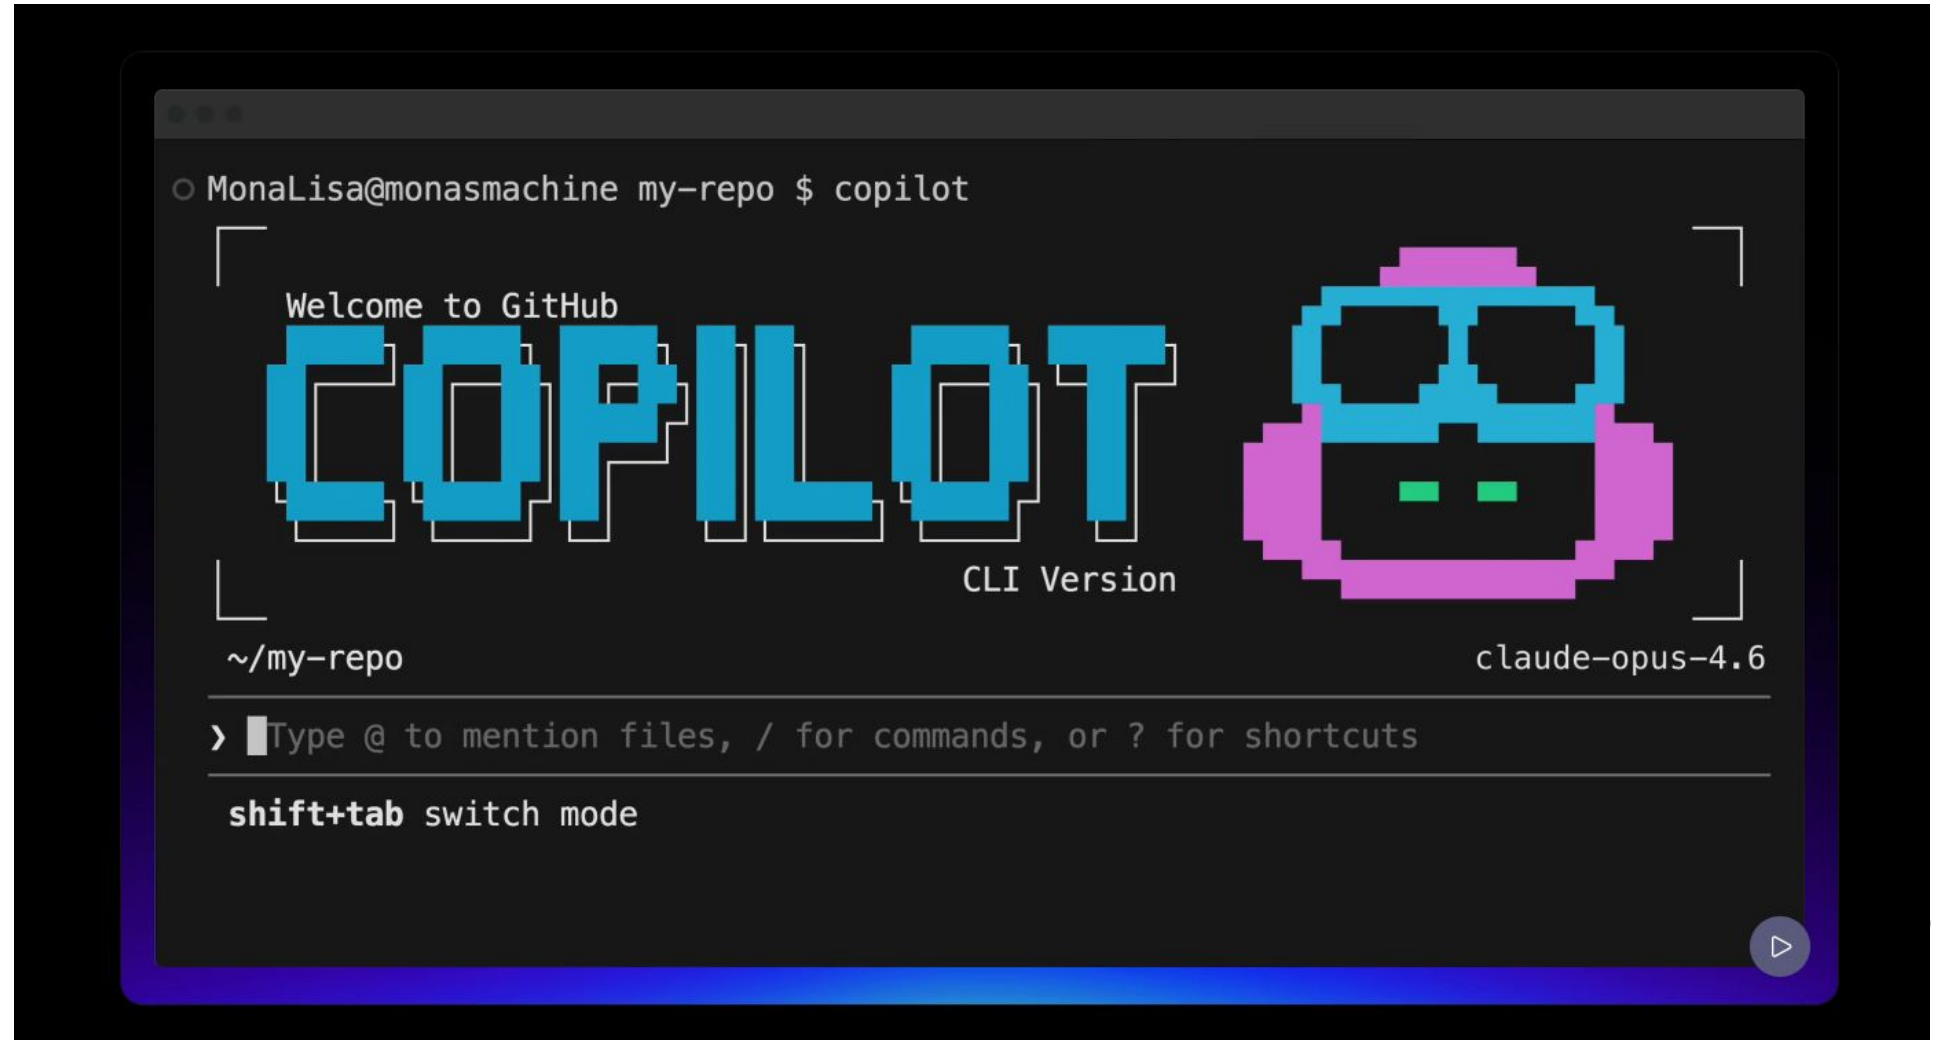 MonaLisa@monasmachine my-repo $ copilot
Welcome to GitHub
COPILOT
CLI Version
~/my-repo claude-opus-4.6
❯ Type @ to mention files, / for commands, or ? for shortcuts
shift+tab switch mode